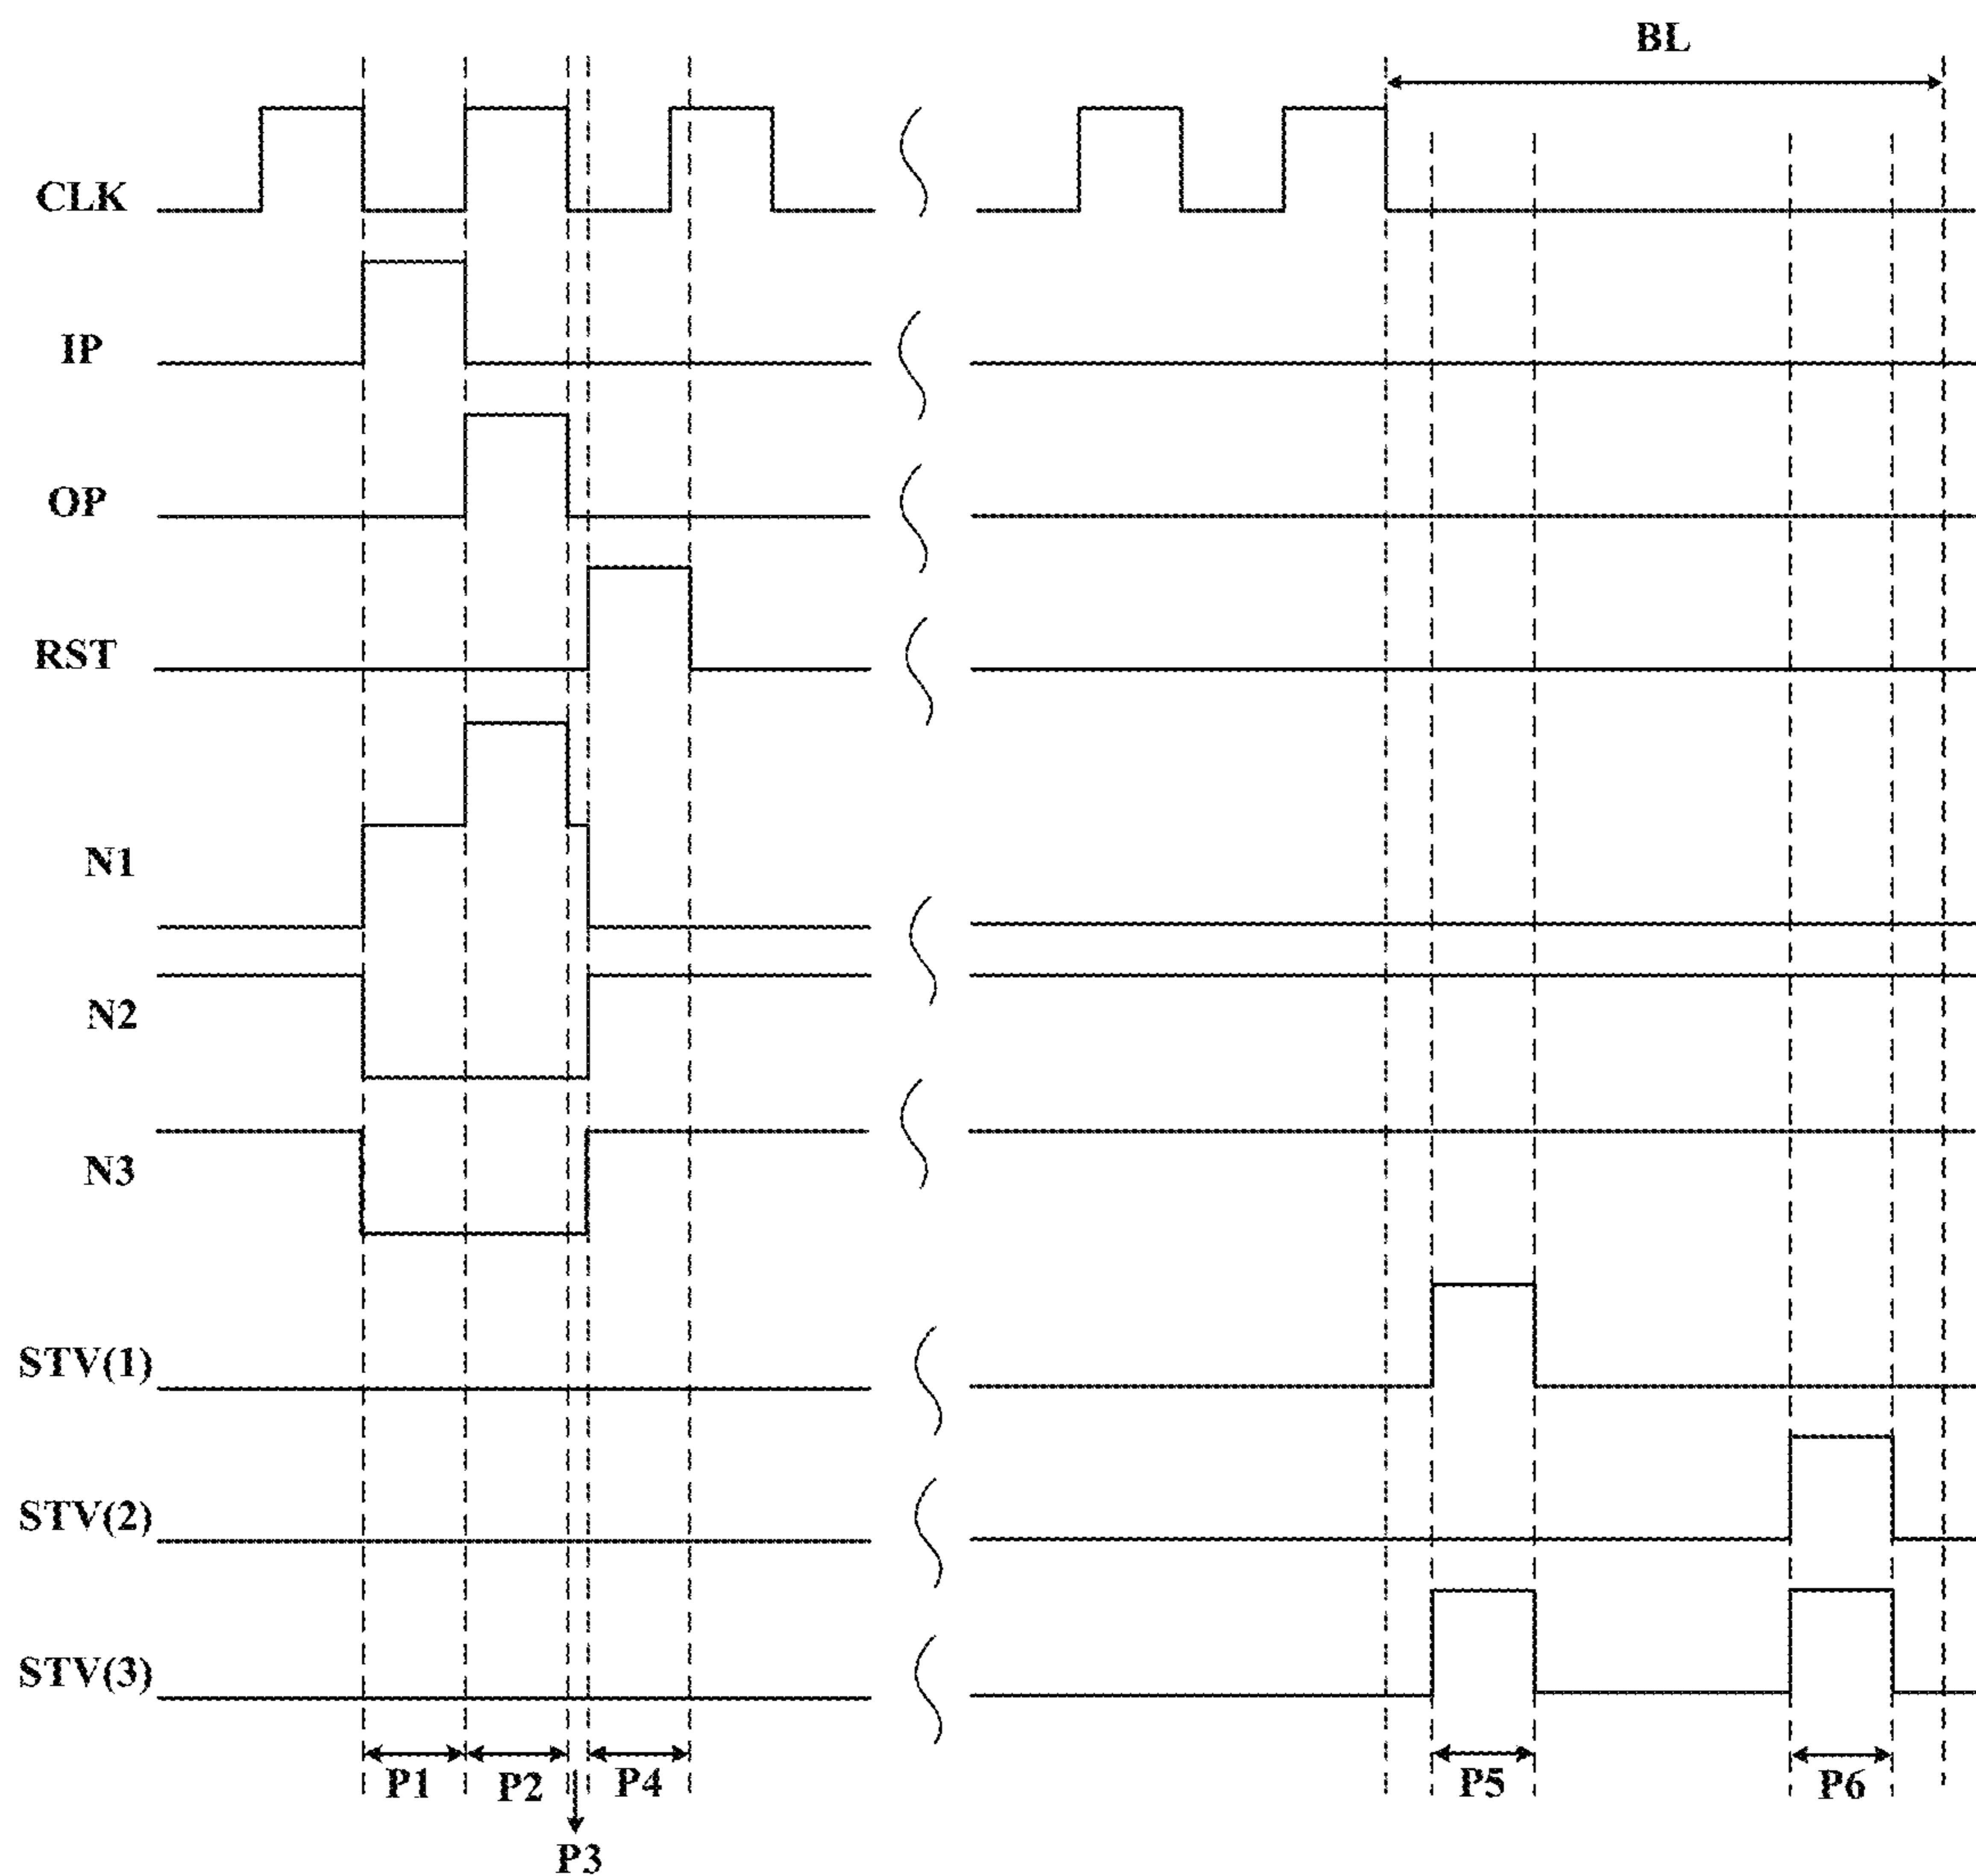 BL
CLK
IP
OP
RST
N1
N2
N3
STV(1)
STV(2)
STV(3)
P1 P2 P4 P5 P6
P3